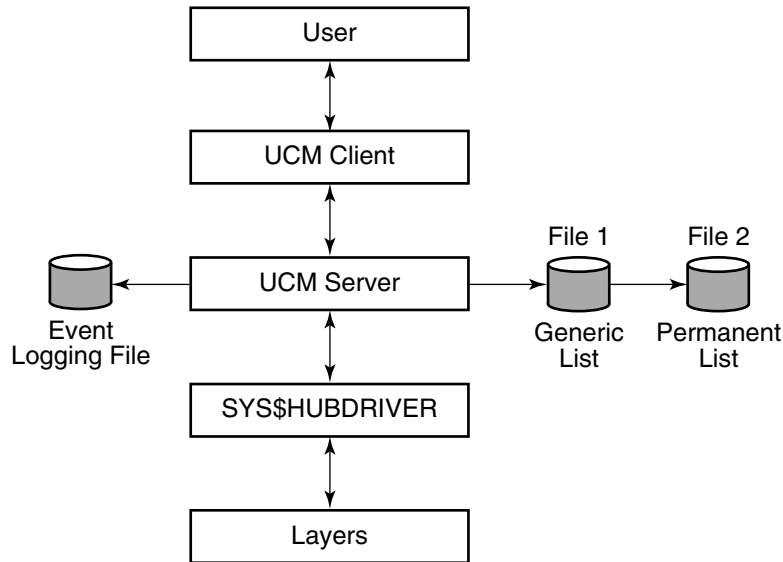 User
UCM Client
File 1
File 2
UCM Server
Event
Logging File
Generic
List
Permanent
List
SYS$HUBDRIVER
Layers